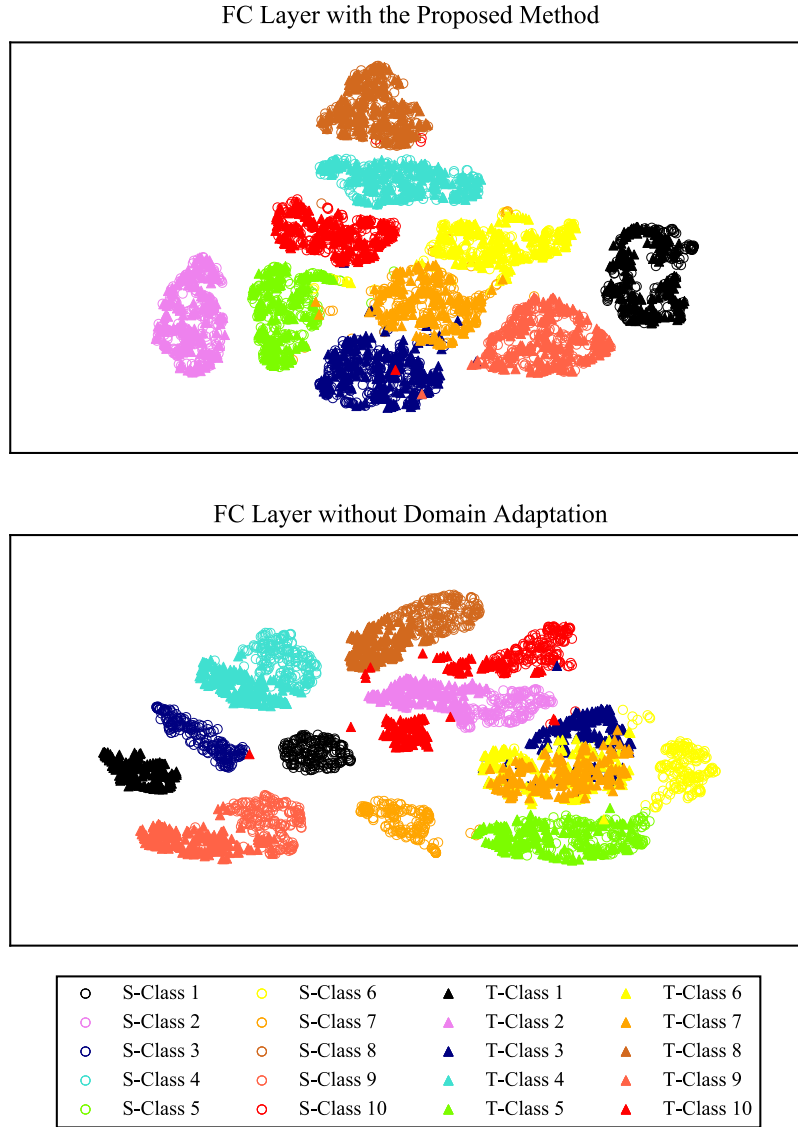 FC Layer with the Proposed Method
FC Layer without Domain Adaptation
S-Class 1 S-Class 6 T-Class 1 T-Class 6
S-Class 2 S-Class 7 T-Class 2 T-Class 7
S-Class 3 S-Class 8 T-Class 3 T-Class 8
S-Class 4 S-Class 9 T-Class 4 T-Class 9
S-Class 5 S-Class 10 T-Class 5 T-Class 10